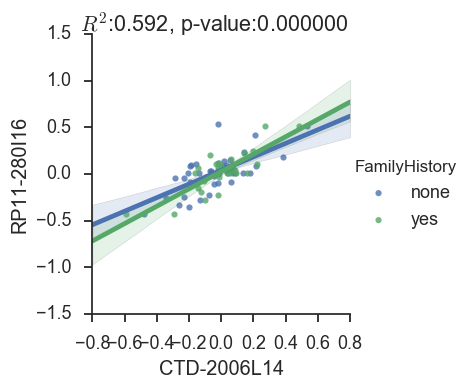 R²:0.592, p-value:0.000000
1.5
1.0
0.5
0.0
−0.5
−1.0
−1.5
RP11-280I16
−0.8 −0.6 −0.4 −0.2 0.0 0.2 0.4 0.6 0.8
CTD-2006L14
FamilyHistory
none
yes